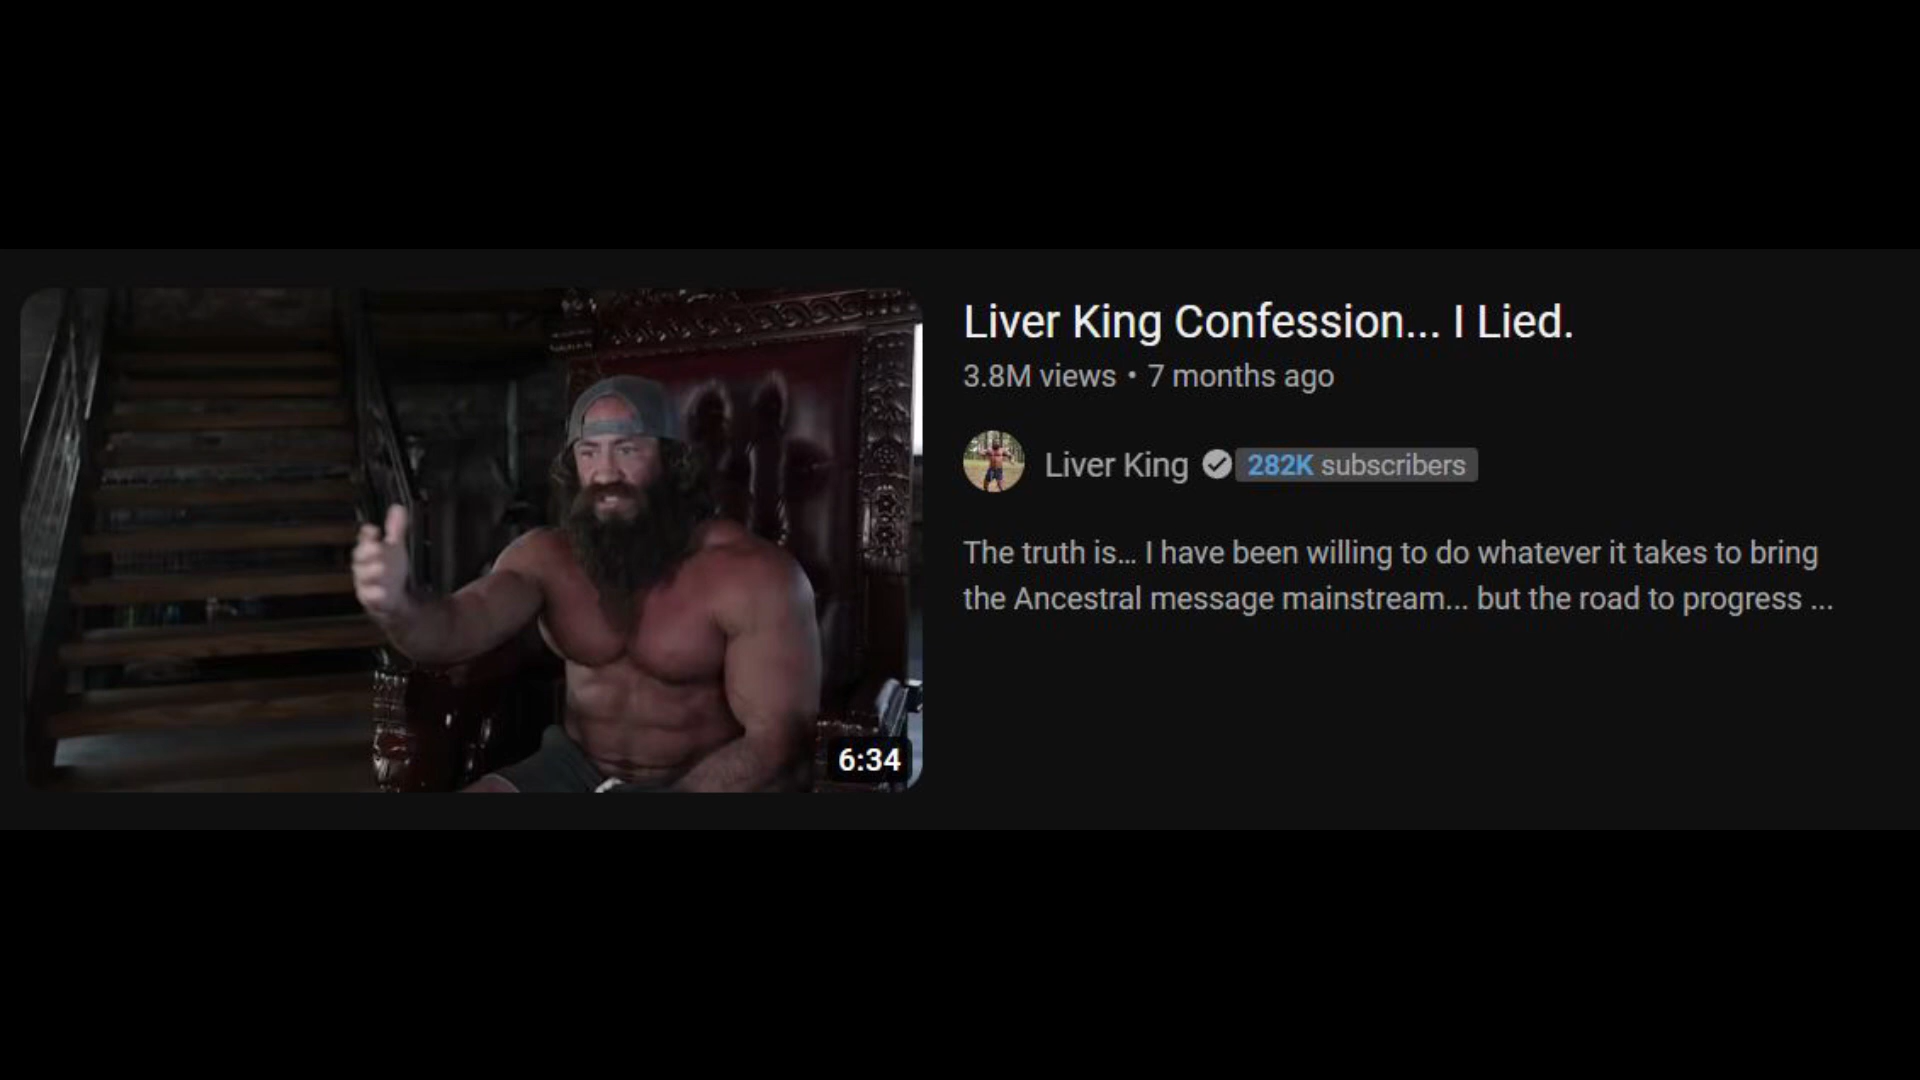 Liver King Confession... I Lied.
3.8M views • 7 months ago
Liver King 282K subscribers
The truth is... I have been willing to do whatever it takes to bring
the Ancestral message mainstream... but the road to progress ...
6:34